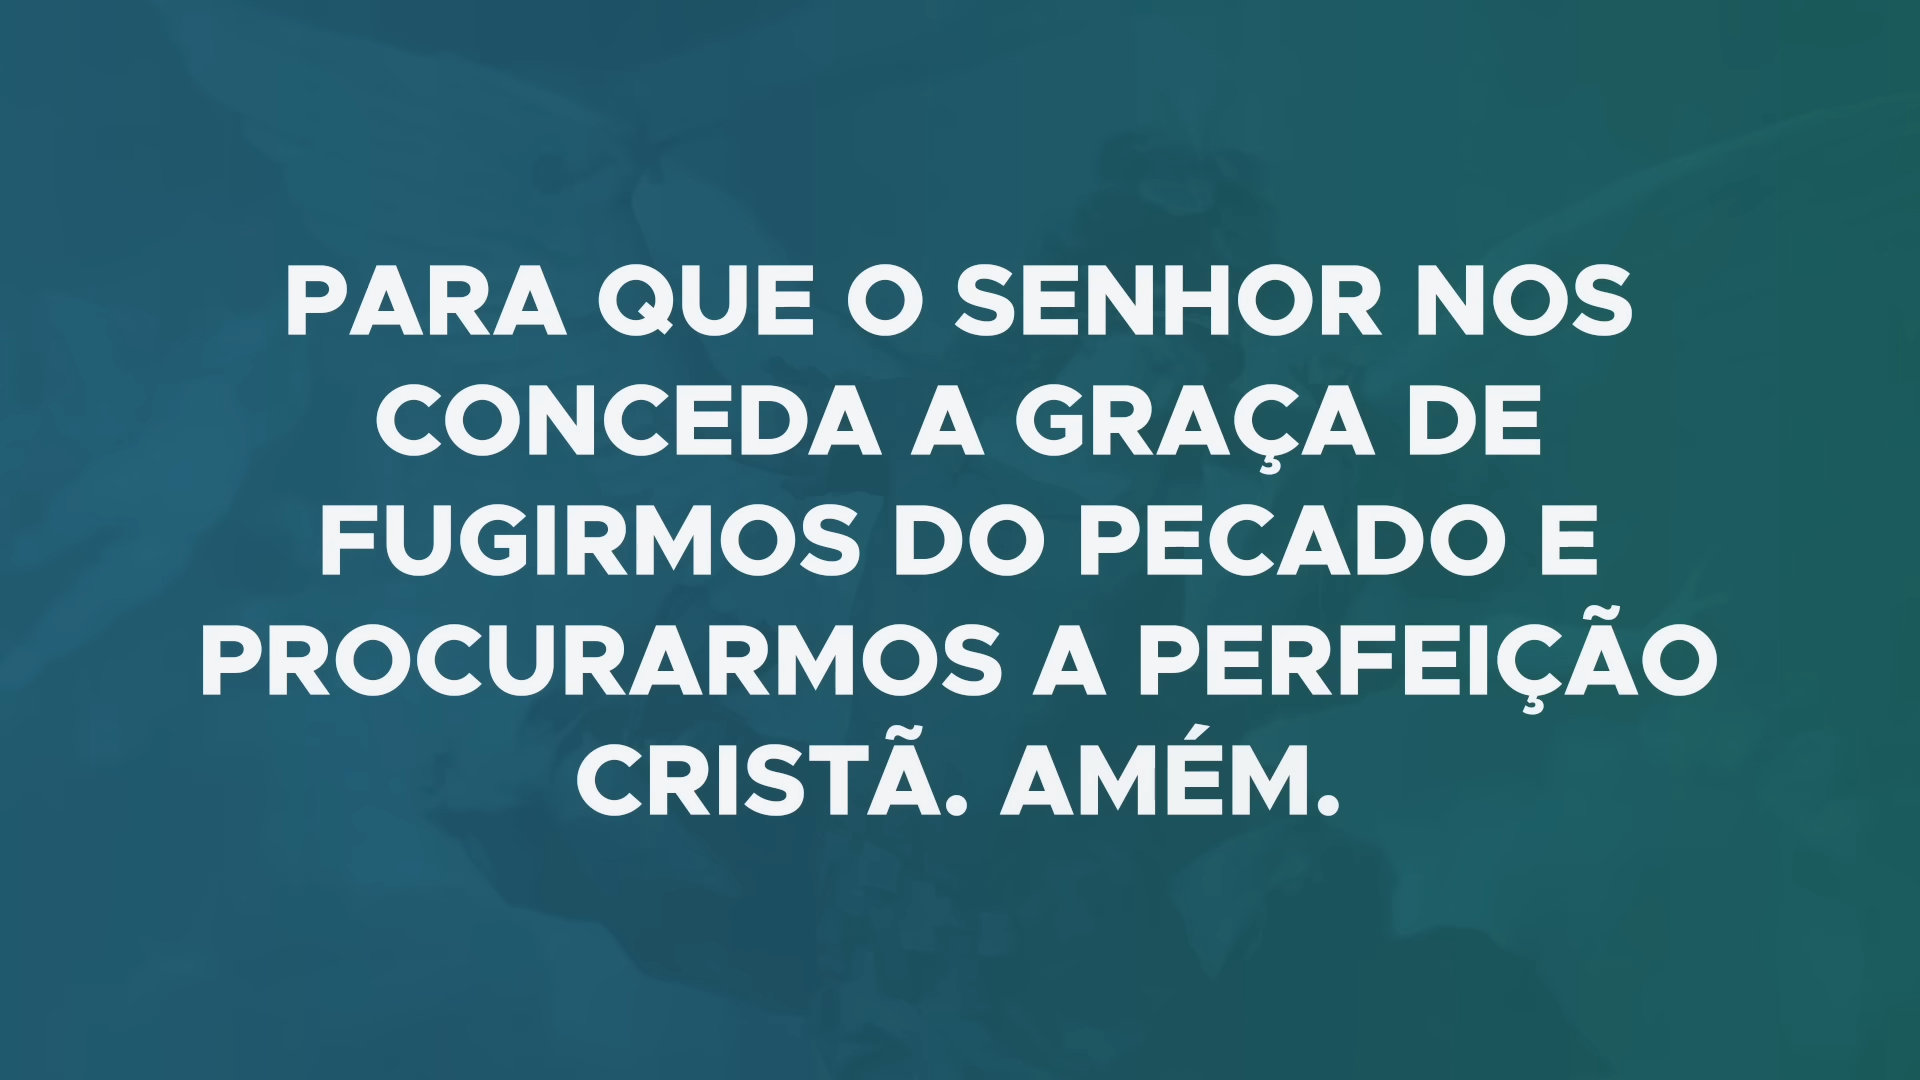 PARA QUE O SENHOR NOS
CONCEDA A GRAÇA DE
FUGIRMOS DO PECADO E
PROCURARMOS A PERFEIÇÃO
CRISTÃ. AMÉM.